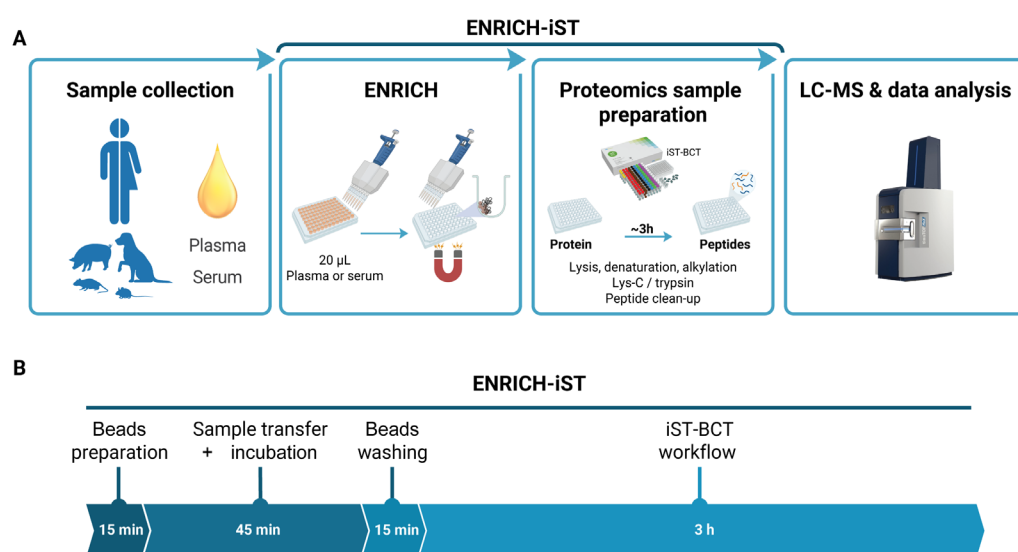 A
ENRICH-iST
Sample collection
Plasma
Serum
ENRICH
20 µL
Plasma or serum
Proteomics sample
preparation
iST-BCT
Protein
~3h
Peptides
Lysis, denaturation, alkylation
Lys-C / trypsin
Peptide clean-up
LC-MS & data analysis
B
ENRICH-iST
Beads
preparation
Sample transfer
+ incubation
Beads
washing
iST-BCT
workflow
15 min
45 min
15 min
3 h